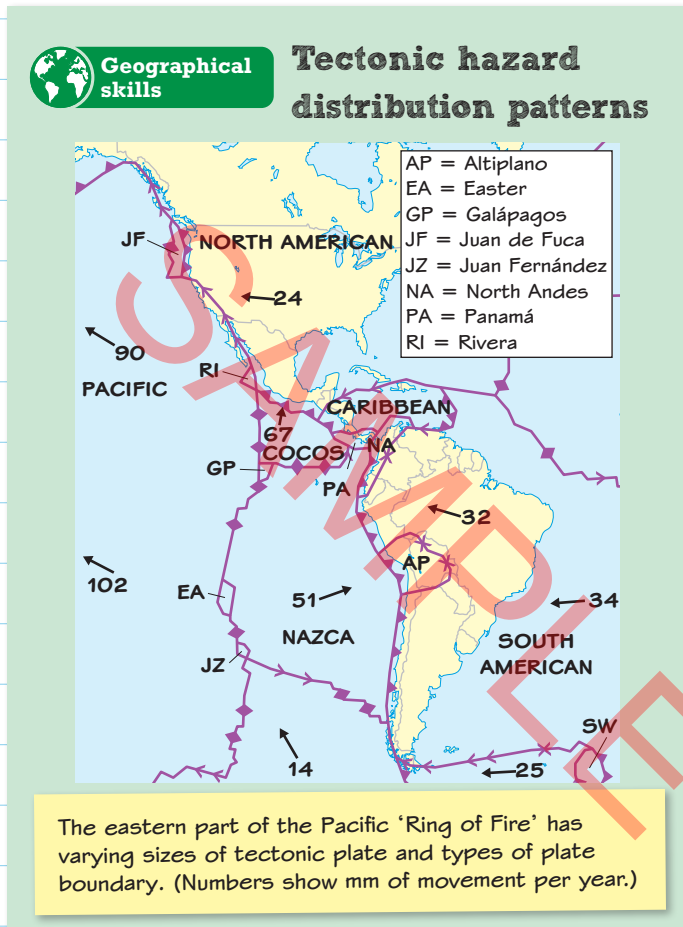 Geographical
skills
Tectonic hazard
distribution patterns
AP = Altiplano
EA = Easter
GP = Galápagos
JF = Juan de Fuca
JZ = Juan Fernández
NA = North Andes
PA = Panamá
RI = Rivera
JF
NORTH AMERICAN
24
90
PACIFIC
RI
CARIBBEAN
67
COCOS
NA
GP
PA
32
AP
102
EA
51
34
NAZCA
JZ
SOUTH
AMERICAN
SW
14
25
SAMPLE
The eastern part of the Pacific ‘Ring of Fire’ has
varying sizes of tectonic plate and types of plate
boundary. (Numbers show mm of movement per year.)